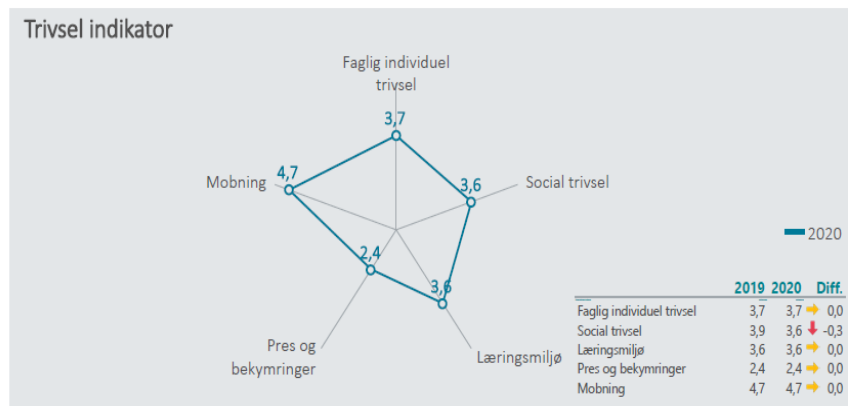 Trivsel indikator
Faglig individuel
trivsel
3,7
4,7
Mobning
3,6
Social trivsel
2,4
3,6
Pres og
bekymringer
Læringsmiljø
2020
2019 2020 Diff.
Faglig individuel trivsel 3,7 3,7 0,0
Social trivsel 3,9 3,6 -0,3
Læringsmiljø 3,6 3,6 0,0
Pres og bekymringer 2,4 2,4 0,0
Mobning 4,7 4,7 0,0